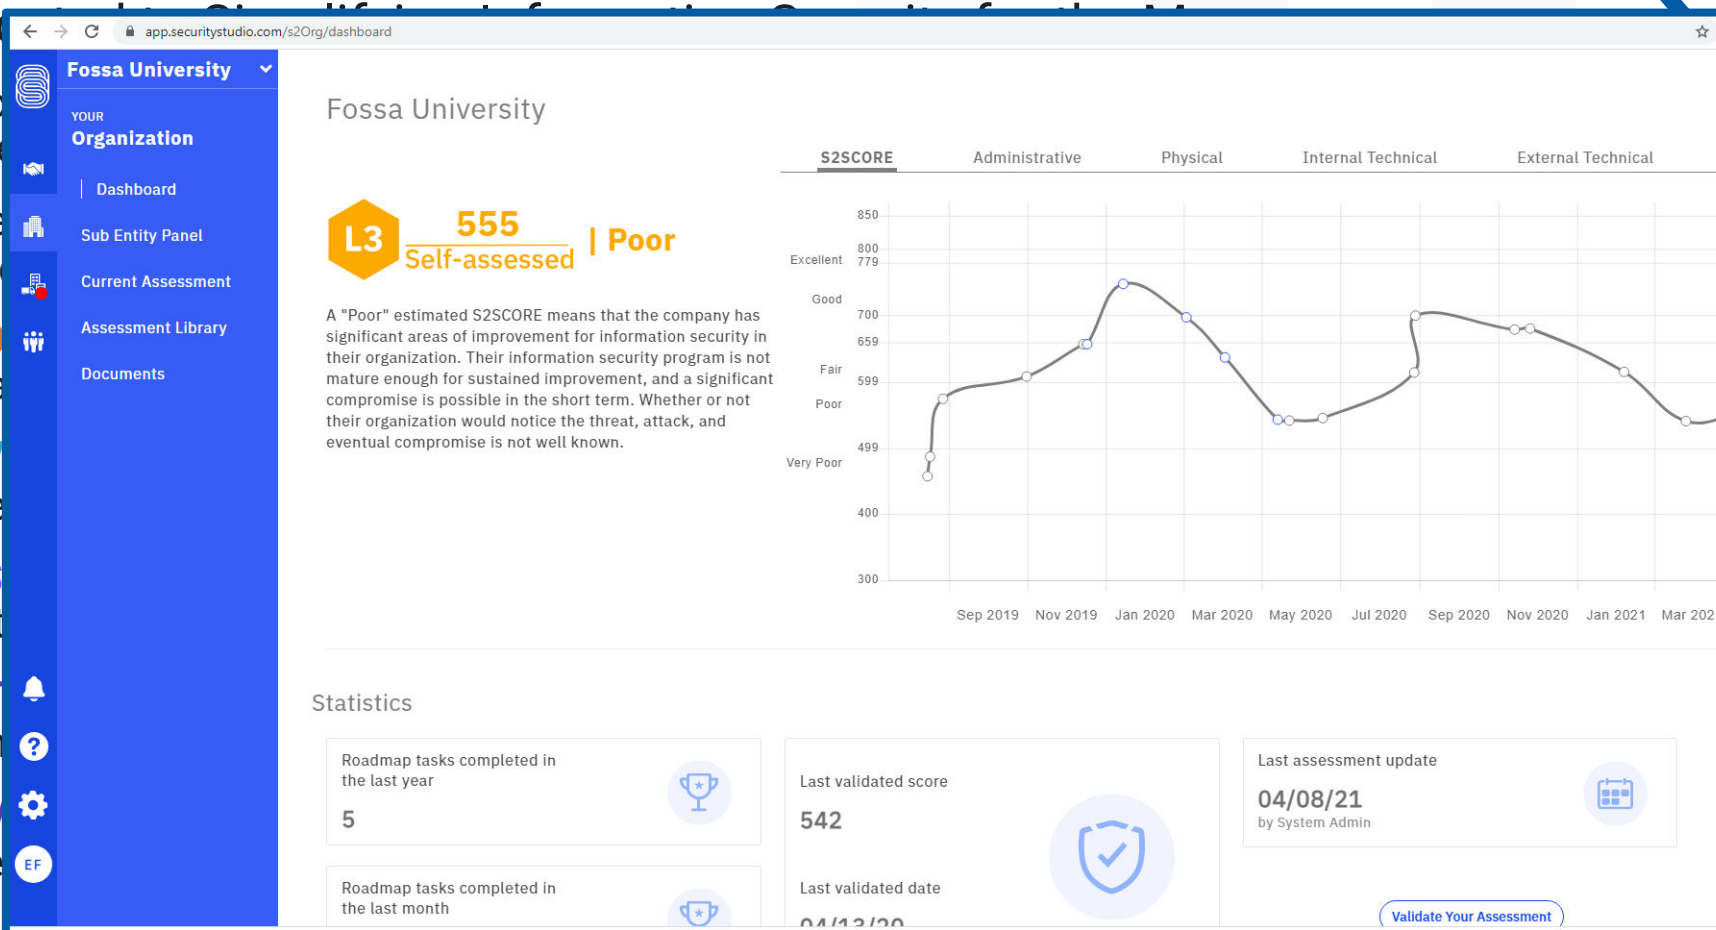 app.securitystudio.com/s2Org/dashboard
Fossa University
YOUR
Organization
Dashboard
Sub Entity Panel
Current Assessment
Assessment Library
Documents
EF
Fossa University
L3
555
Self-assessed
| Poor
A "Poor" estimated S2SCORE means that the company has
significant areas of improvement for information security in
their organization. Their information security program is not
mature enough for sustained improvement, and a significant
compromise is possible in the short term. Whether or not
their organization would notice the threat, attack, and
eventual compromise is not well known.
S2SCORE Administrative Physical Internal Technical External Technical
850
800
Excellent 779
Good
700
659
Fair
599
Poor
499
Very Poor
400
300
Sep 2019 Nov 2019 Jan 2020 Mar 2020 May 2020 Jul 2020 Sep 2020 Nov 2020 Jan 2021 Mar 202
Statistics
Roadmap tasks completed in
the last year
5
Roadmap tasks completed in
the last month
Last validated score
542
Last validated date
04/13/20
Last assessment update
04/08/21
by System Admin
Validate Your Assessment